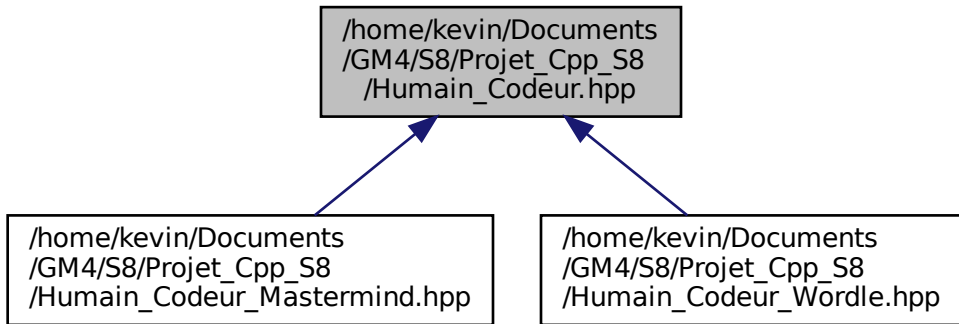 /home/kevin/Documents
/GM4/S8/Projet_Cpp_S8
/Humain_Codeur.hpp
/home/kevin/Documents
/GM4/S8/Projet_Cpp_S8
/Humain_Codeur_Mastermind.hpp
/home/kevin/Documents
/GM4/S8/Projet_Cpp_S8
/Humain_Codeur_Wordle.hpp